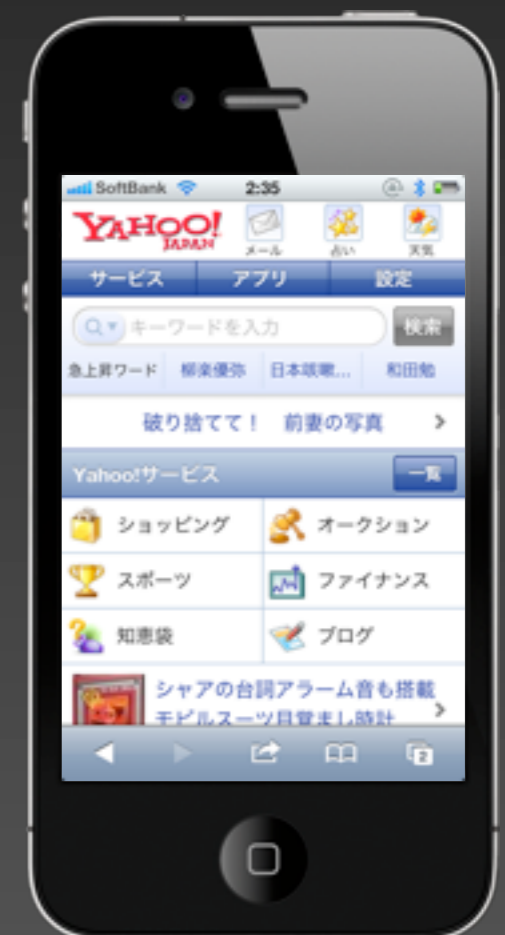 SoftBank 2:35
YAHOO!
JAPAN
メール 占い 天気
サービス アプリ 設定
キーワードを入力 検索
急上昇ワード 柳楽優弥 日本咳嗽... 和田勉
破り捨てて! 前妻の写真 >
Yahoo!サービス 一覧
ショッピング オークション
スポーツ ファイナンス
知恵袋 ブログ
シャアの台詞アラーム音も搭載
モビルスーツ目覚まし時計 >
2